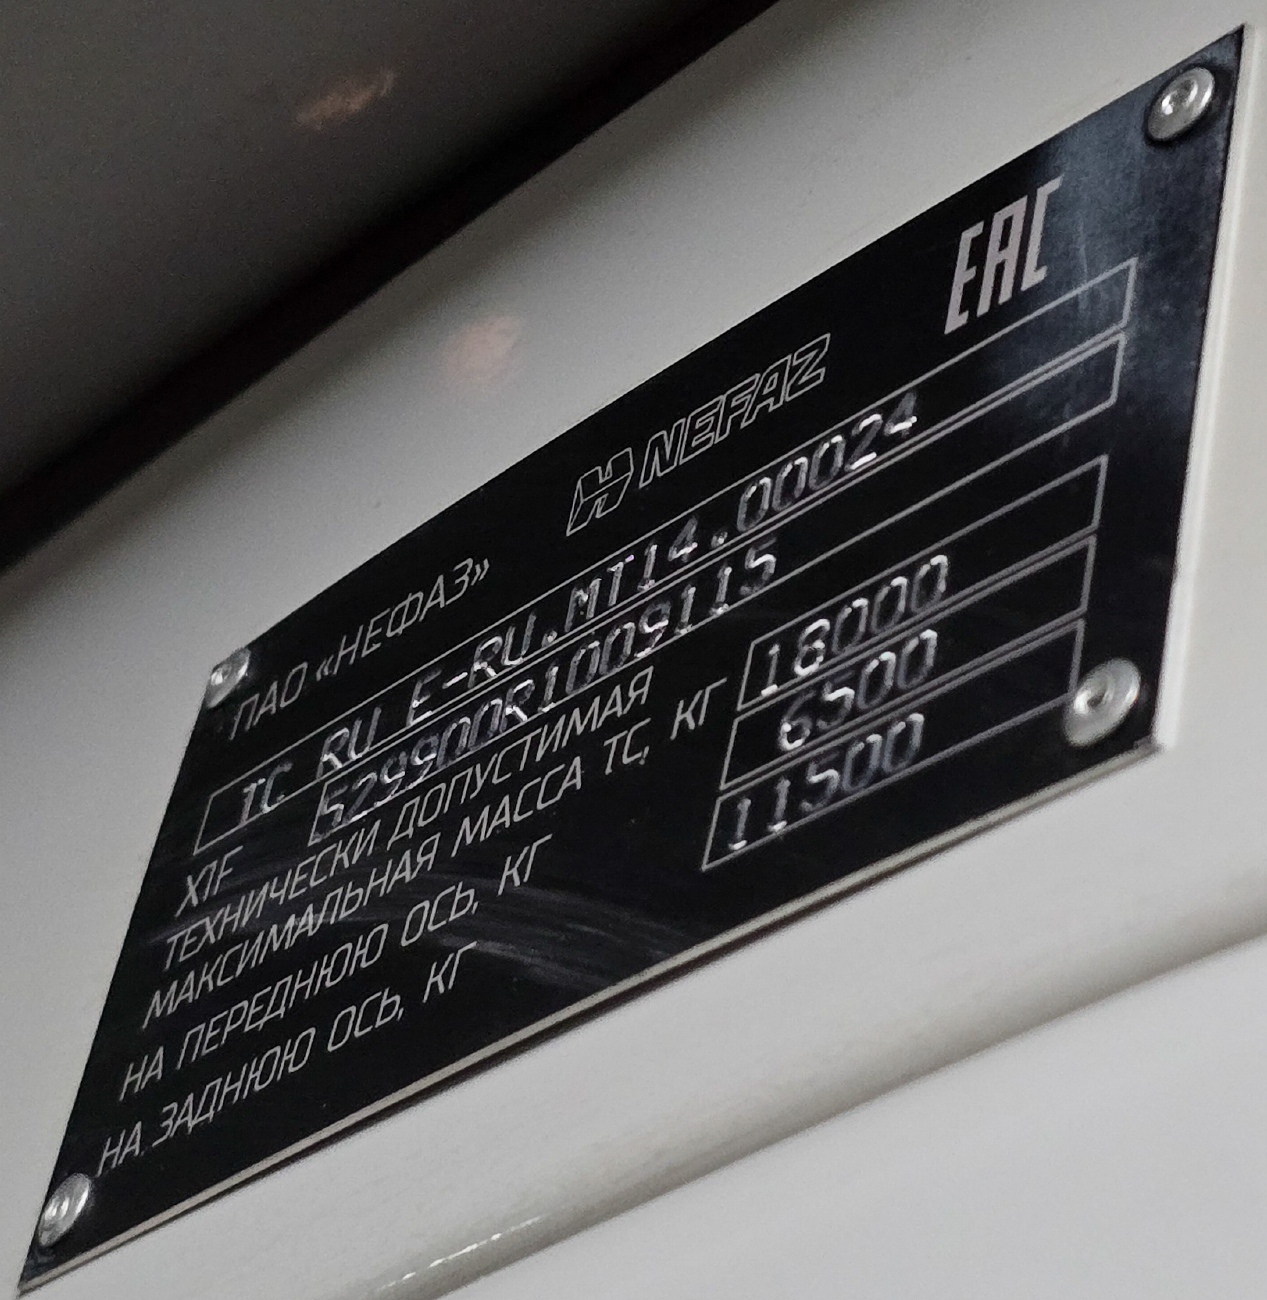 ПАО «НЕФАЗ» NEFAZ EAC
TC RU E-RU.MT14.00024
X1F 529900R1009115
ТЕХНИЧЕСКИ ДОПУСТИМАЯ
МАКСИМАЛЬНАЯ МАССА ТС, КГ 18000
НА ПЕРЕДНЮЮ ОСЬ, КГ 6500
НА ЗАДНЮЮ ОСЬ, КГ 11500